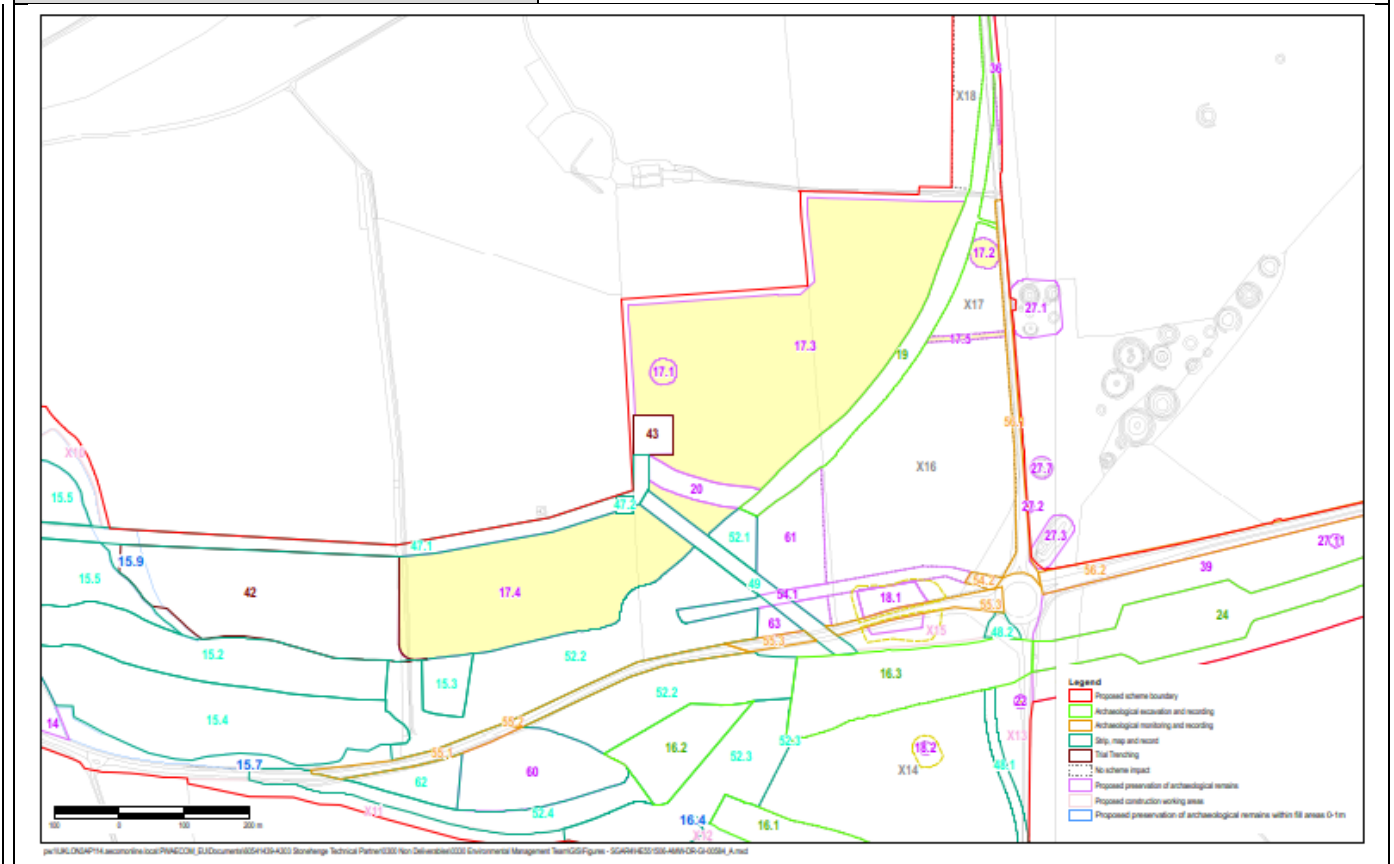 36
X18
17.2
X17
27.1
17.5
17.3
19
17.1
43
X16
X10
20
27.7
15.5
47.2
27.2
52.1
61
27.3
27.11
47.1
15.9
56.2
39
15.5
42
17.4
49
54.1
54.2
18.1
55.3
24
63
X15
48.2
55.3
15.2
52.2
16.3
15.3
52.2
22
14
15.4
55.2
X13
16.2
52.3
52.3
18.2
55.1
X14
15.7
60
62
48.1
X11
52.4
16.4
16.1
X12
Legend
Proposed scheme boundary
Archaeological excavation and recording
Archaeological monitoring and recording
Strip, map and record
Trial Trenching
No scheme impact
Proposed preservation of archaeological remains
Proposed construction working areas
Proposed preservation of archaeological remains within fill areas 0-1m
100 0 100 200 m